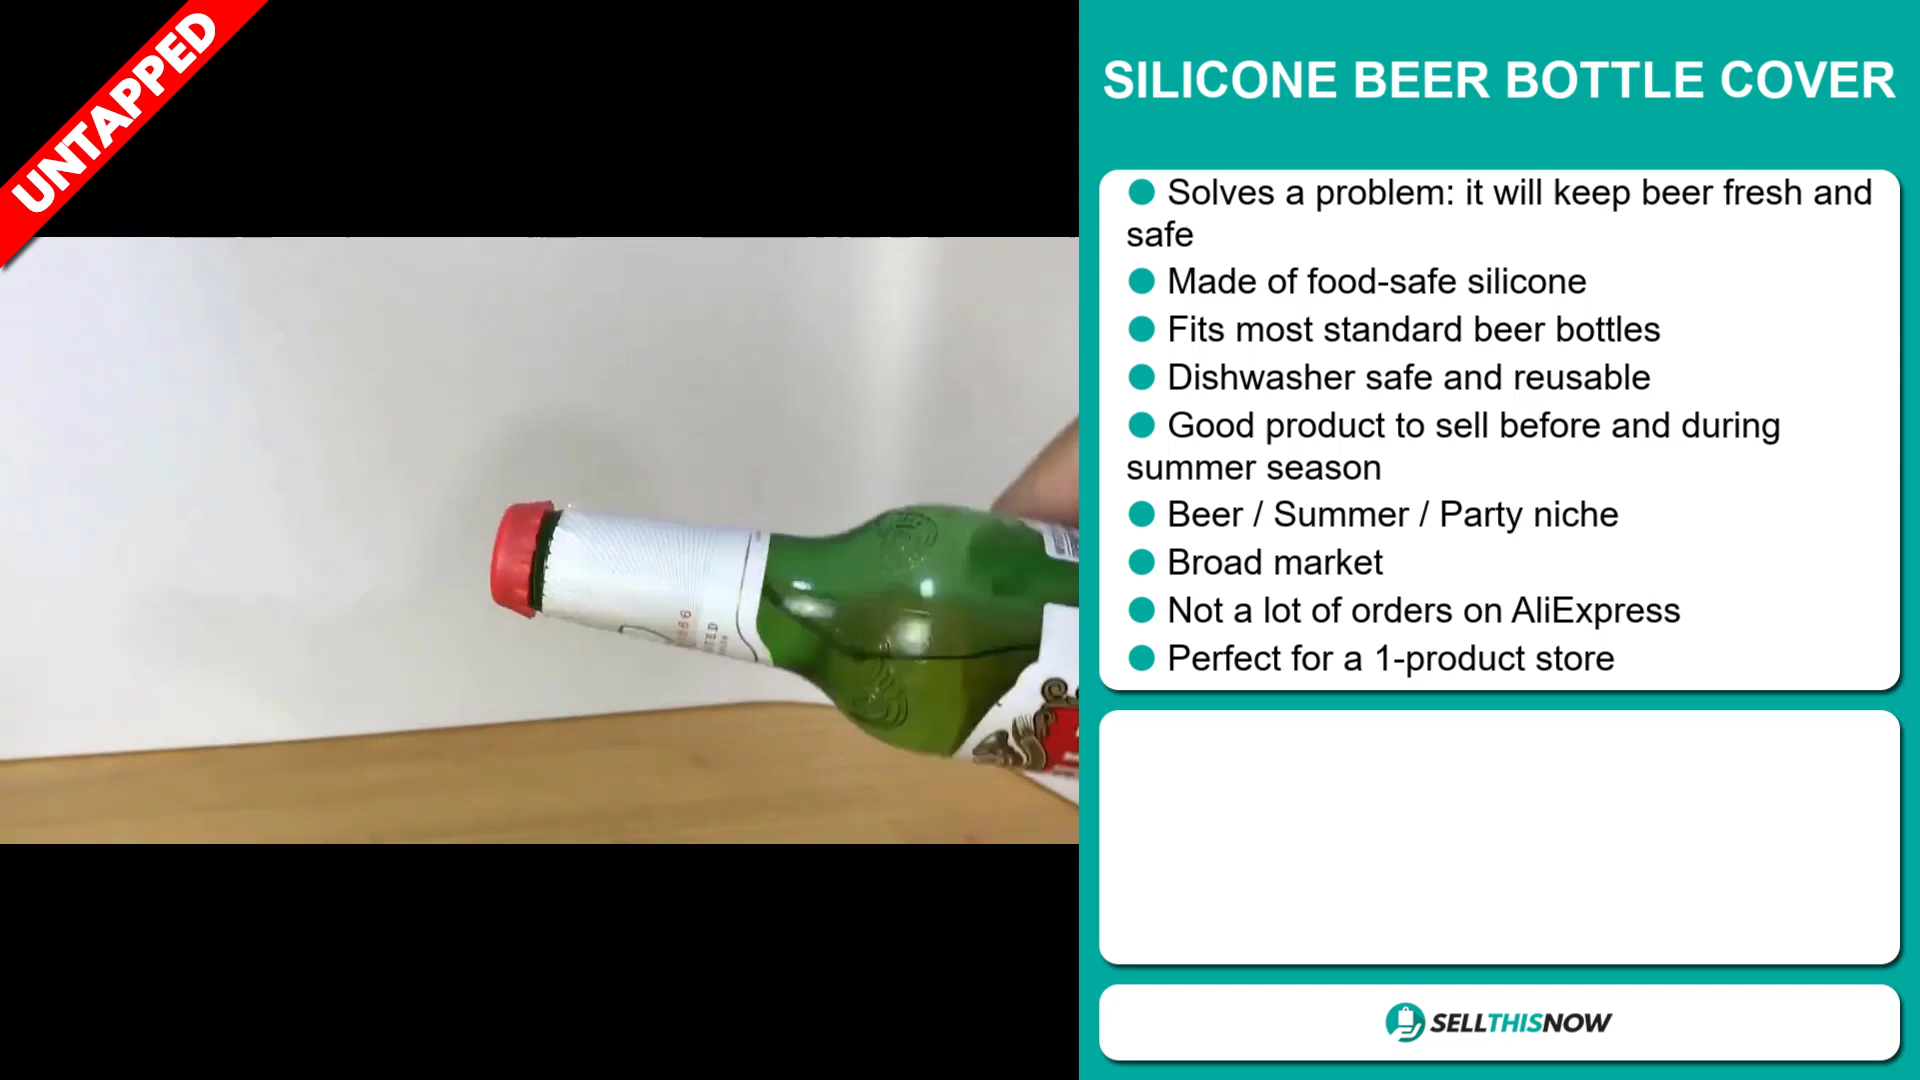 UNTAPPED
SILICONE BEER BOTTLE COVER
Solves a problem: it will keep beer fresh and
safe
Made of food-safe silicone
Fits most standard beer bottles
Dishwasher safe and reusable
Good product to sell before and during
summer season
Beer / Summer / Party niche
Broad market
Not a lot of orders on AliExpress
Perfect for a 1-product store
SELLTHISNOW